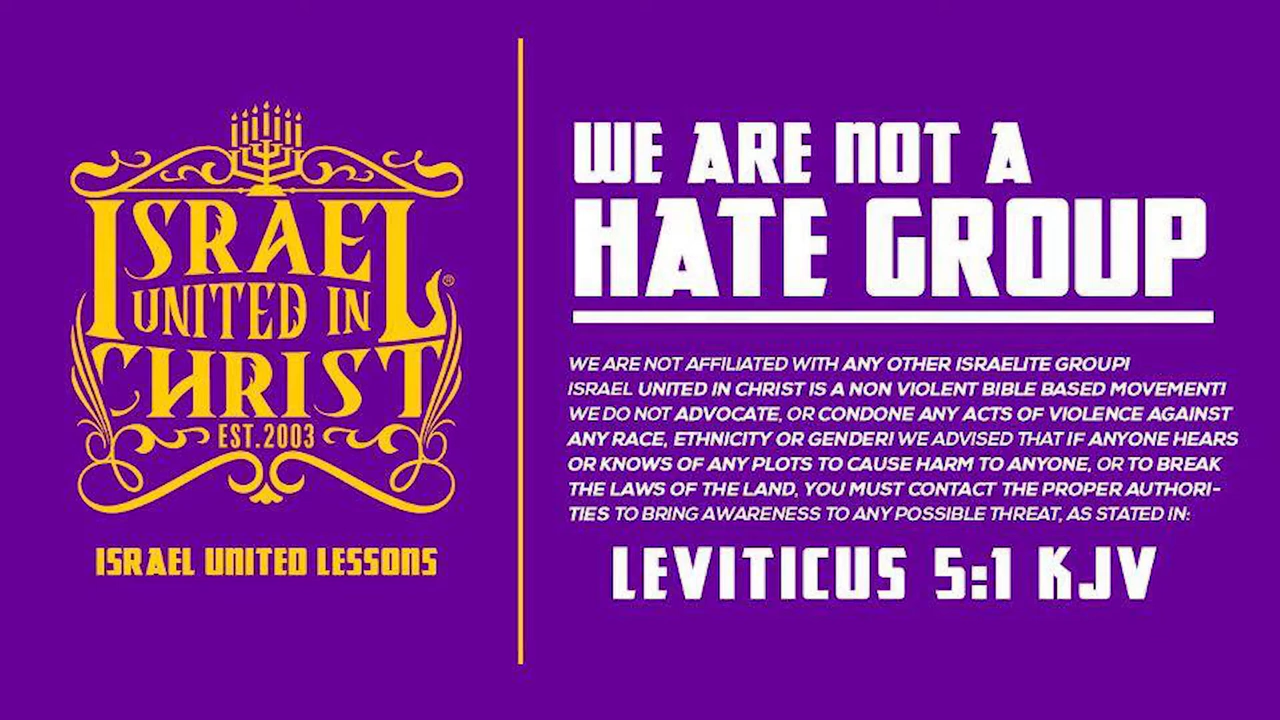 ISRAEL
UNITED IN
CHRIST
EST.2003
®
ISRAEL UNITED LESSONS
WE ARE NOT A
HATE GROUP
WE ARE NOT AFFILIATED WITH ANY OTHER ISRAELITE GROUP!
ISRAEL UNITED IN CHRIST IS A NON VIOLENT BIBLE BASED MOVEMENT!
WE DO NOT ADVOCATE, OR CONDONE ANY ACTS OF VIOLENCE AGAINST
ANY RACE, ETHNICITY OR GENDER! WE ADVISED THAT IF ANYONE HEARS
OR KNOWS OF ANY PLOTS TO CAUSE HARM TO ANYONE, OR TO BREAK
THE LAWS OF THE LAND, YOU MUST CONTACT THE PROPER AUTHORI-
TIES TO BRING AWARENESS TO ANY POSSIBLE THREAT, AS STATED IN:
LEVITICUS 5:1 KJV